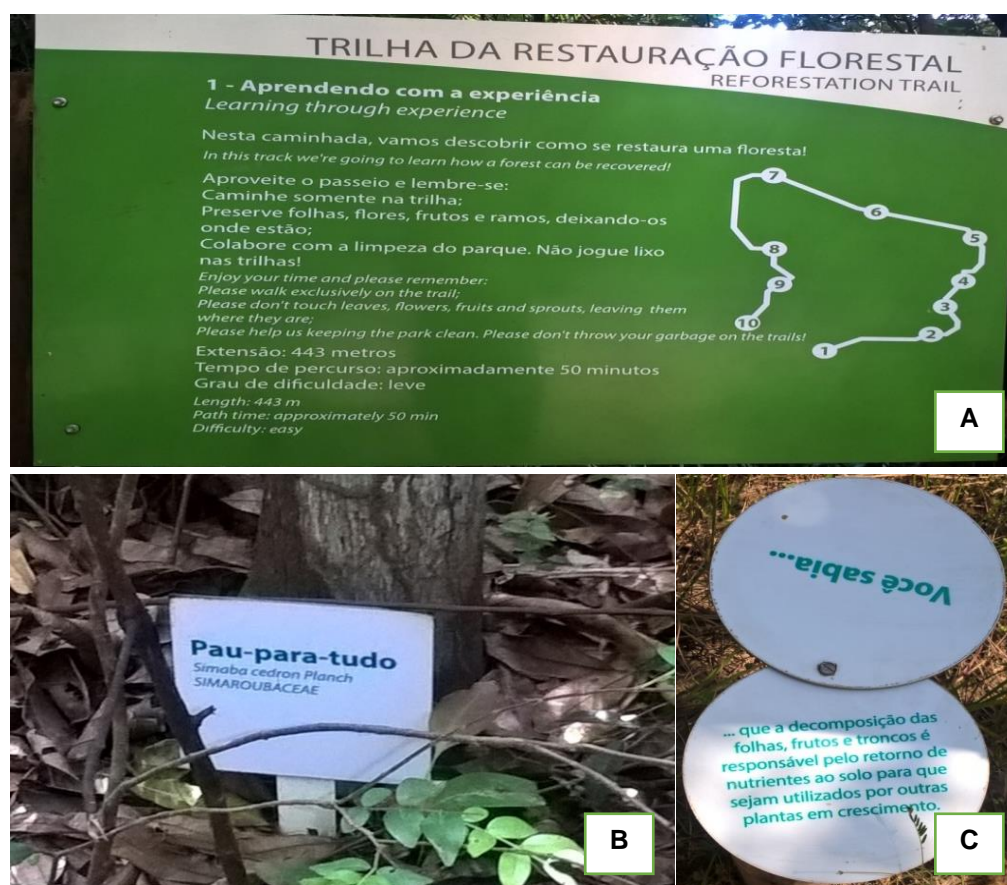 TRILHA DA RESTAURAÇÃO FLORESTAL
REFORESTATION TRAIL
1 - Aprendendo com a experiência
Learning through experience
Nesta caminhada, vamos descobrir como se restaura uma floresta!
In this track we're going to learn how a forest can be recovered!
Aproveite o passeio e lembre-se:
Caminhe somente na trilha;
Preserve folhas, flores, frutos e ramos, deixando-os
onde estão;
Colabore com a limpeza do parque. Não jogue lixo
nas trilhas!
Enjoy your time and please remember:
Please walk exclusively on the trail;
Please don't touch leaves, flowers, fruits and sprouts, leaving them
where they are;
Please help us keeping the park clean. Please don't throw your garbage on the trails!
Extensão: 443 metros
Tempo de percurso: aproximadamente 50 minutos
Grau de dificuldade: leve
Length: 443 m
Path time: approximately 50 min
Difficulty: easy
7
6
5
8
4
9
3
10
2
1
A
Pau-para-tudo
Simaba cedron Planch
SIMAROUBACEAE
B
Você sabia...
... que a decomposição das
folhas, frutos e troncos é
responsável pelo retorno de
nutrientes ao solo para que
sejam utilizados por outras
plantas em crescimento.
C